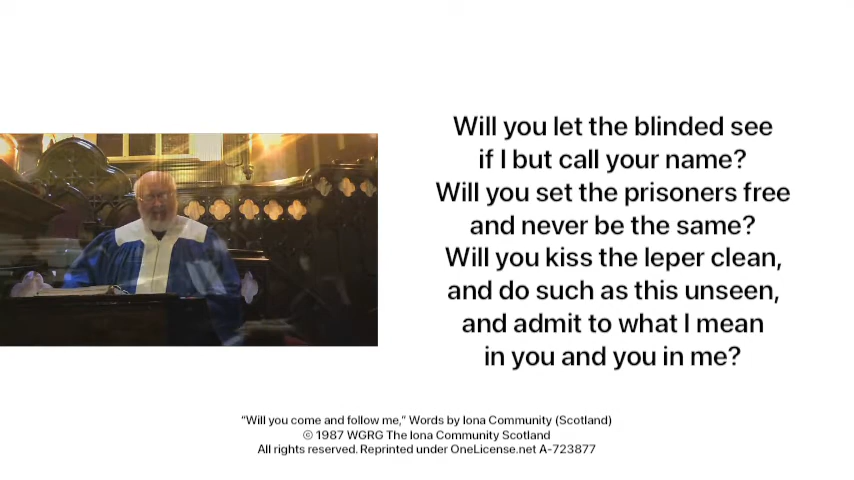 Will you let the blinded see
if I but call your name?
Will you set the prisoners free
and never be the same?
Will you kiss the leper clean,
and do such as this unseen,
and admit to what I mean
in you and you in me?
“Will you come and follow me,” Words by Iona Community (Scotland)
© 1987 WGRG The Iona Community Scotland
All rights reserved. Reprinted under OneLicense.net A-723877